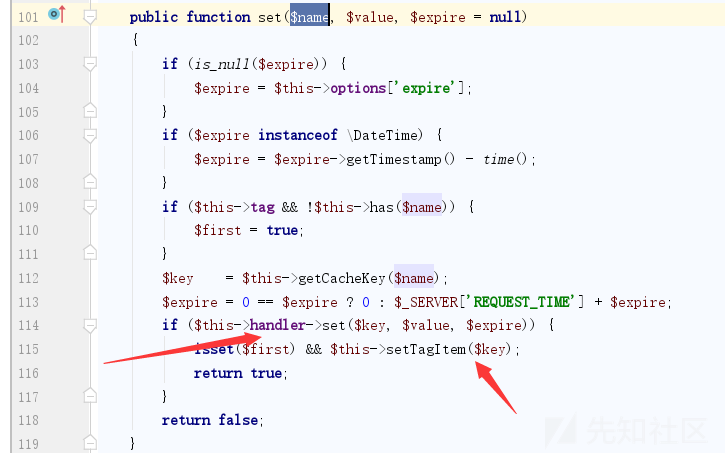 101 public function set($name, $value, $expire = null)
102 {
103 if (is_null($expire)) {
104 $expire = $this->options['expire'];
105 }
106 if ($expire instanceof \DateTime) {
107 $expire = $expire->getTimestamp() - time();
108 }
109 if ($this->tag && !$this->has($name)) {
110 $first = true;
111 }
112 $key    = $this->getCacheKey($name);
113 $expire = 0 == $expire ? 0 : $_SERVER['REQUEST_TIME'] + $expire;
114 if ($this->handler->set($key, $value, $expire)) {
115 isset($first) && $this->setTagItem($key);
116 return true;
117 }
118 return false;
119 }
先知社区